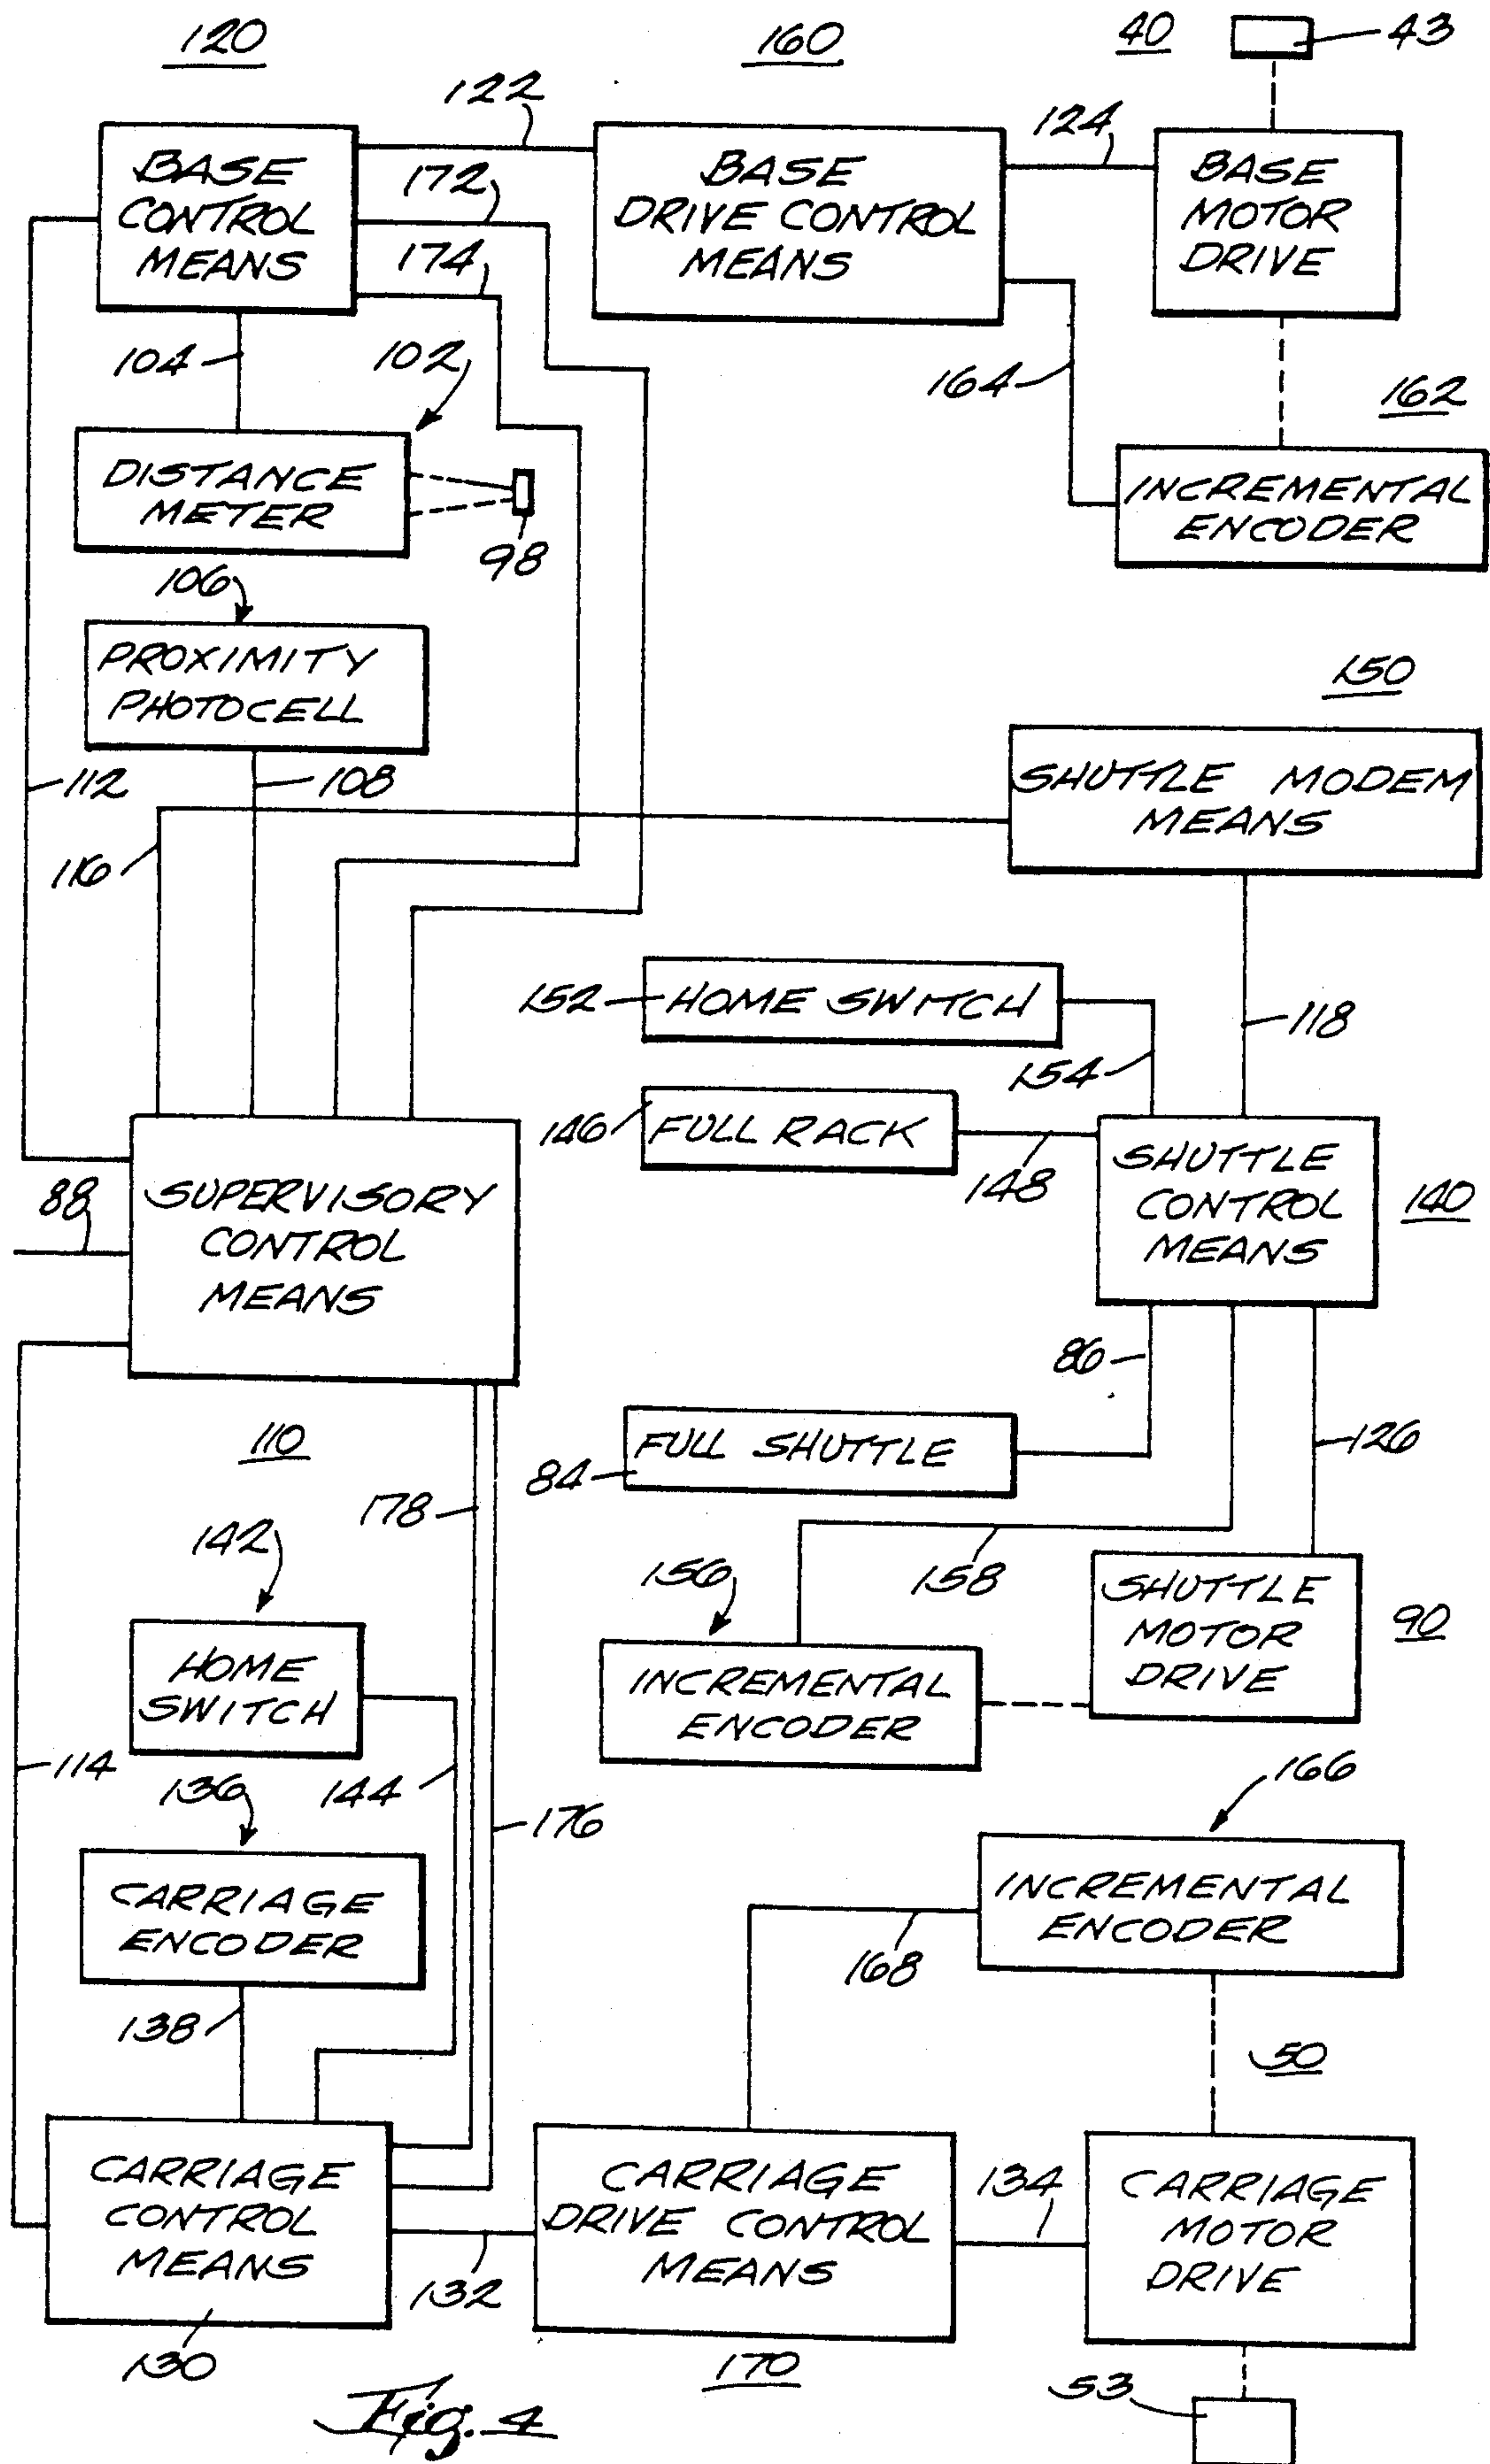 120
160
40
43
122
124
BASE
CONTROL
MEANS
172
174
BASE
DRIVE CONTROL
MEANS
BASE
MOTOR
DRIVE
104
102
164
162
DISTANCE
METER
98
INCREMENTAL
ENCODER
106
PROXIMITY
PHOTOCELL
150
112
108
SHUTTLE MODEM
MEANS
116
152
HOME SWITCH
118
154
146
FULL RACK
148
SHUTTLE
CONTROL
MEANS
140
88
SUPERVISORY
CONTROL
MEANS
86
110
FULL SHUTTLE
84
126
178
142
156
158
SHUTTLE
MOTOR
DRIVE
90
HOME
SWITCH
INCREMENTAL
ENCODER
114
136
144
176
166
CARRIAGE
ENCODER
INCREMENTAL
ENCODER
168
138
50
CARRIAGE
CONTROL
MEANS
CARRIAGE
DRIVE CONTROL
MEANS
134
CARRIAGE
MOTOR
DRIVE
132
130
170
53
Fig. 4